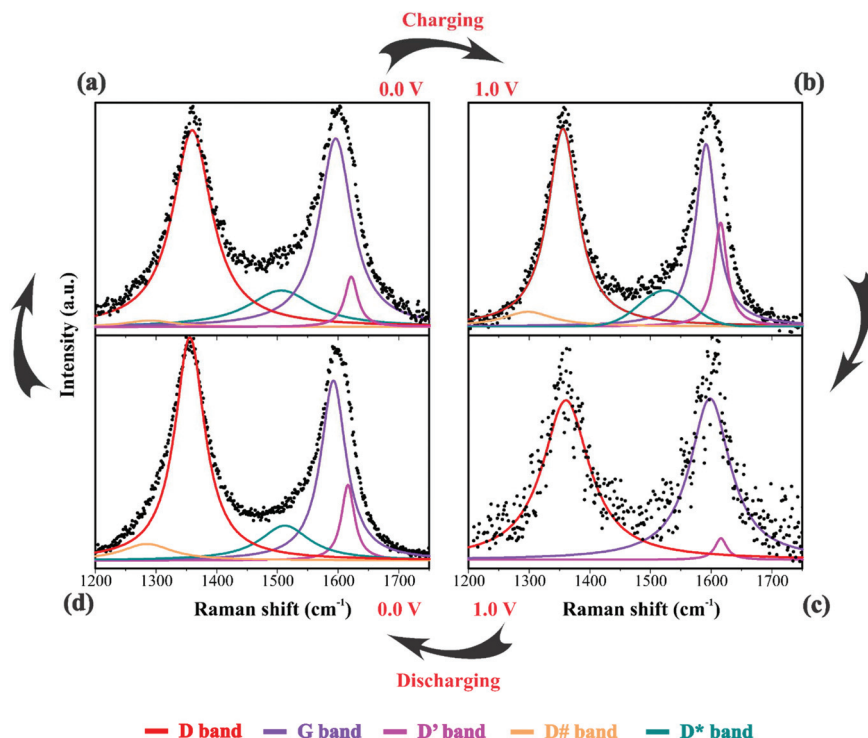 Charging
(a) 0.0 V 1.0 V (b)
Intensity (a.u.)
1200 1300 1400 1500 1600 1700 1200 1300 1400 1500 1600 1700
Raman shift (cm-1) Raman shift (cm-1)
(d) 0.0 V 1.0 V (c)
Discharging
D band G band D’ band D# band D* band